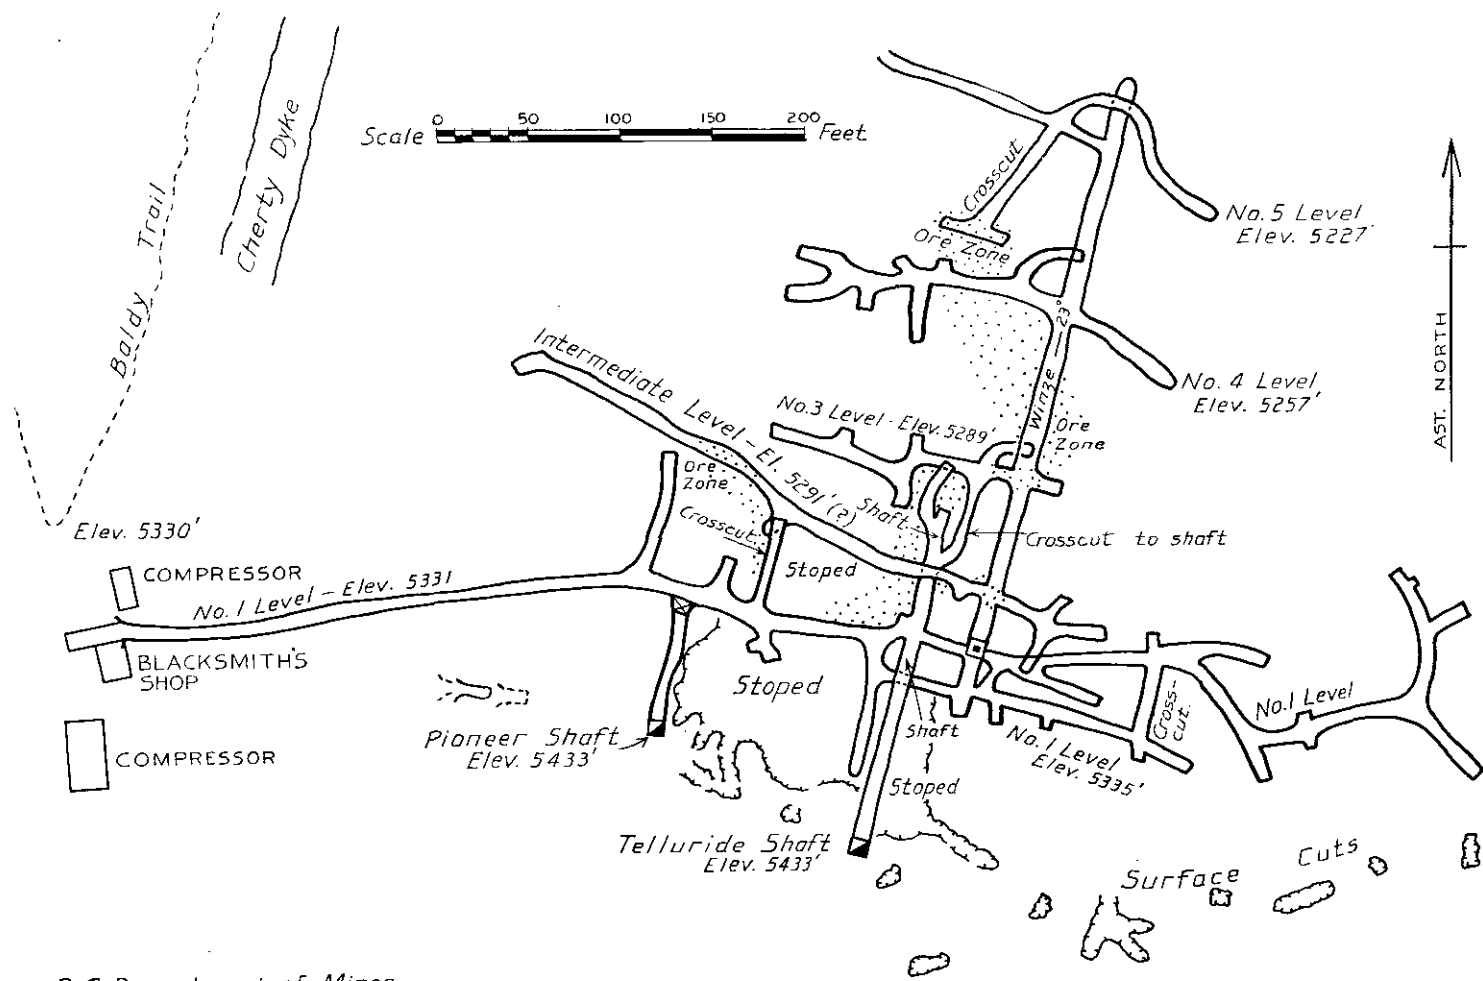 0 50 100 150 200
Scale Feet
Cherty Dyke
Baldy Trail
Crosscut
No. 5 Level
Elev. 5227'
Ore Zone
AST. NORTH
Winze — 23°
No. 4 Level
Elev. 5257'
Intermediate Level – El. 5291' (?)
No. 3 Level - Elev. 5289'
Ore
Zone
Ore
Zone
Shaft
Crosscut
Crosscut to shaft
Elev. 5330'
COMPRESSOR
No. 1 Level – Elev. 5331
Stoped
BLACKSMITH'S
SHOP
Stoped
Cross-
cut.
No. 1 Level
Pioneer Shaft
Elev. 5433'
Shaft
No. 1 Level
Elev. 5335'
COMPRESSOR
Stoped
Telluride Shaft
Elev. 5433'
Surface Cuts
of Mines